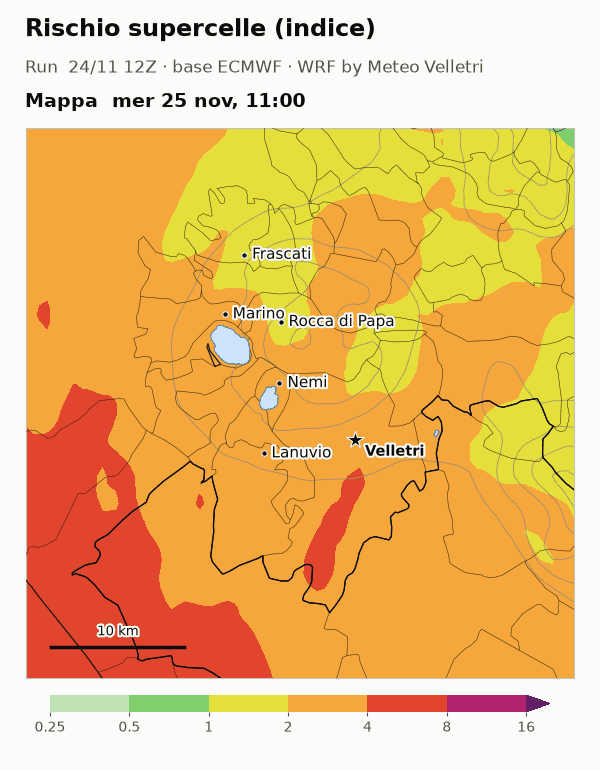 Rischio supercelle (indice)
Run  24/11 12Z · base ECMWF · WRF by Meteo Velletri
Mappa  mer 25 nov, 11:00
Frascati
Marino
Rocca di Papa
Nemi
Velletri
Lanuvio
10 km
0.25 0.5 1 2 4 8 16